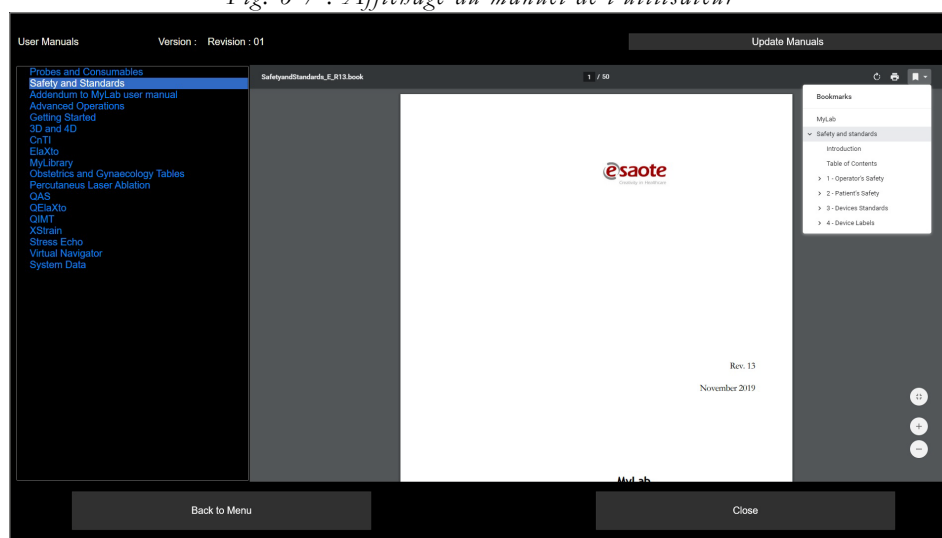 Fig. 6-7 : Affichage du manuel de l'utilisateur
User Manuals Version : Revision : 01 Update Manuals
Probes and Consumables
Safety and Standards
Addendum to MyLab user manual
Advanced Operations
Getting Started
3D and 4D
CnTI
ElaXto
MyLibrary
Obstetrics and Gynaecology Tables
Percutaneus Laser Ablation
QAS
QElaXto
QIMT
XStrain
Stress Echo
Virtual Navigator
System Data
SafetyandStandards_E_R13.book 1 / 50
Bookmarks
MyLab
Safety and standards
Introduction
Table of Contents
1 - Operator's Safety
2 - Patient's Safety
3 - Devices Standards
4 - Device Labels
esaote
Rev. 13
November 2019
MyLab
Back to Menu Close